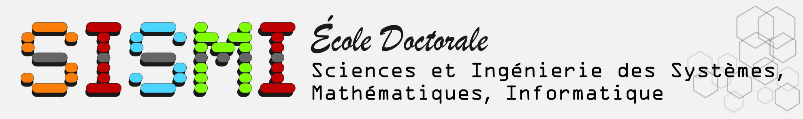 SISMI
École Doctorale
Sciences et Ingénierie des Systèmes,
Mathématiques, Informatique